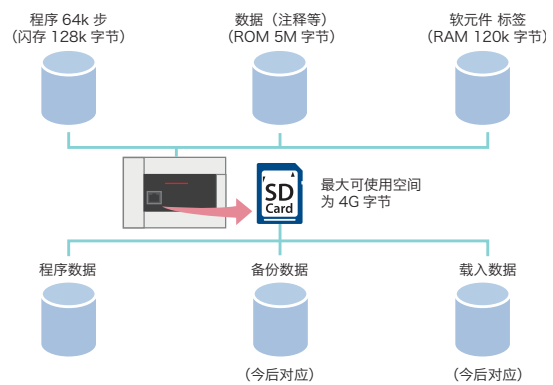 程序 64k 步
（闪存 128k 字节）
数据（注释等）
（ROM 5M 字节）
软元件 标签
（RAM 120k 字节）
SD
Card
最大可使用空间
为 4G 字节
程序数据
备份数据
载入数据
（今后对应）
（今后对应）